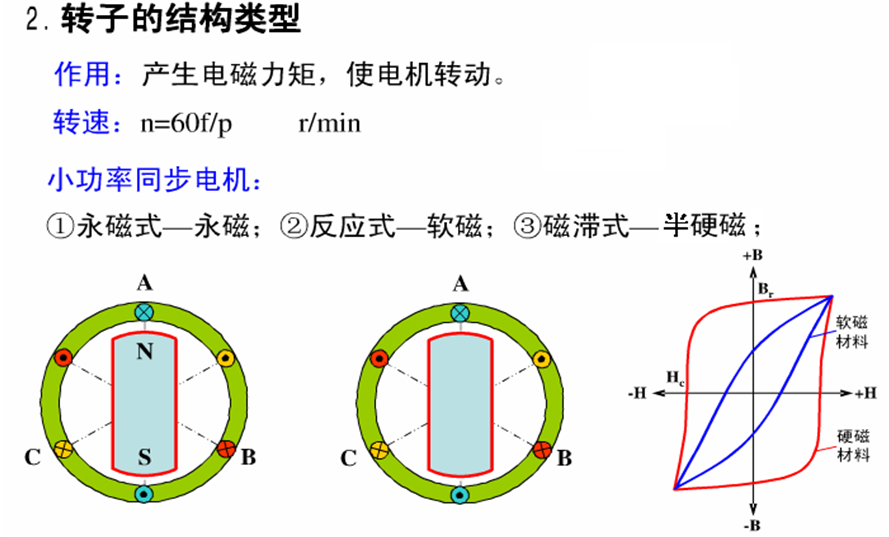 2. 转子的结构类型
作用：产生电磁力矩，使电机转动。
转速：n=60f/p r/min
小功率同步电机：
①永磁式—永磁；②反应式—软磁；③磁滞式—半硬磁；
A
N
S
C
B
A
C
B
+B
Br
软磁
材料
Hc
-H
+H
硬磁
材料
-B